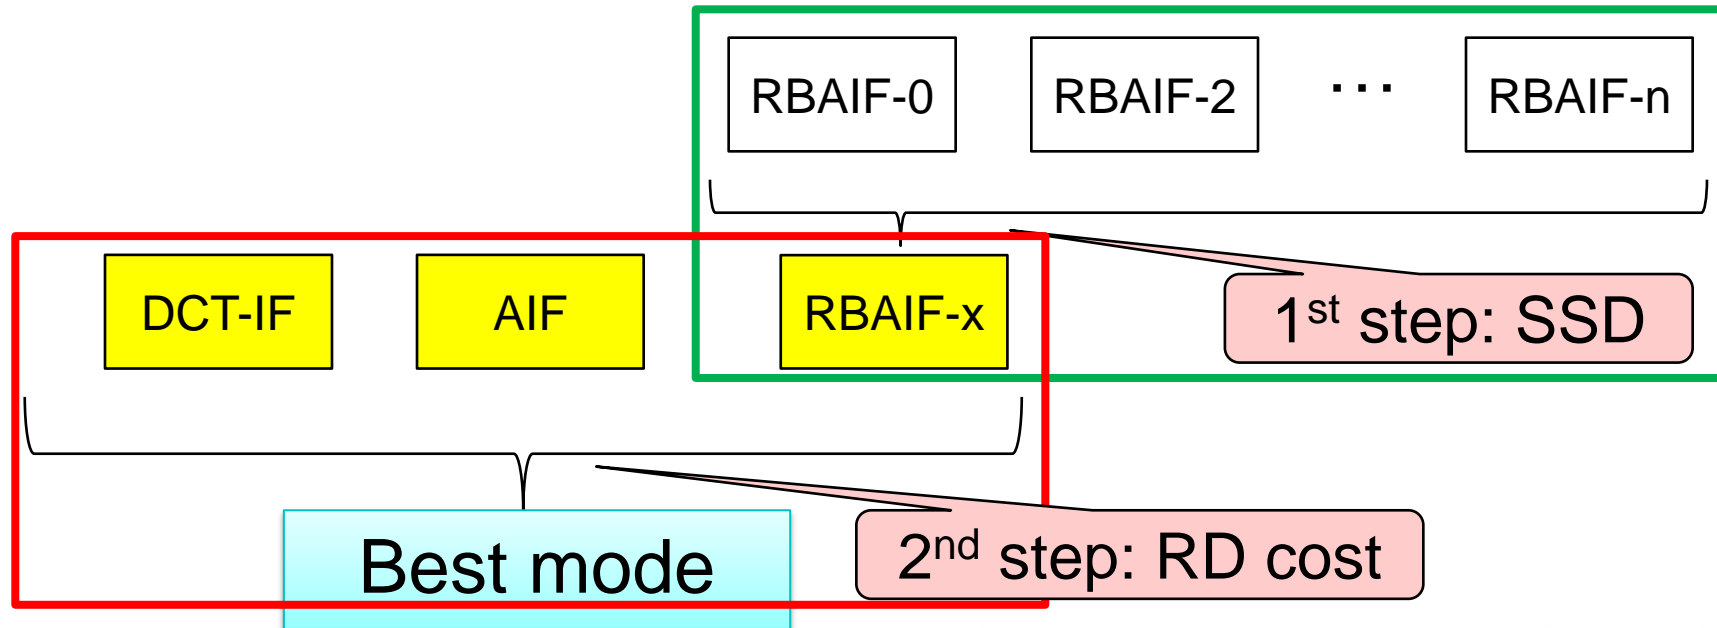 RBAIF-0 RBAIF-2 ... RBAIF-n
DCT-IF AIF RBAIF-x
1st step: SSD
2nd step: RD cost
Best mode